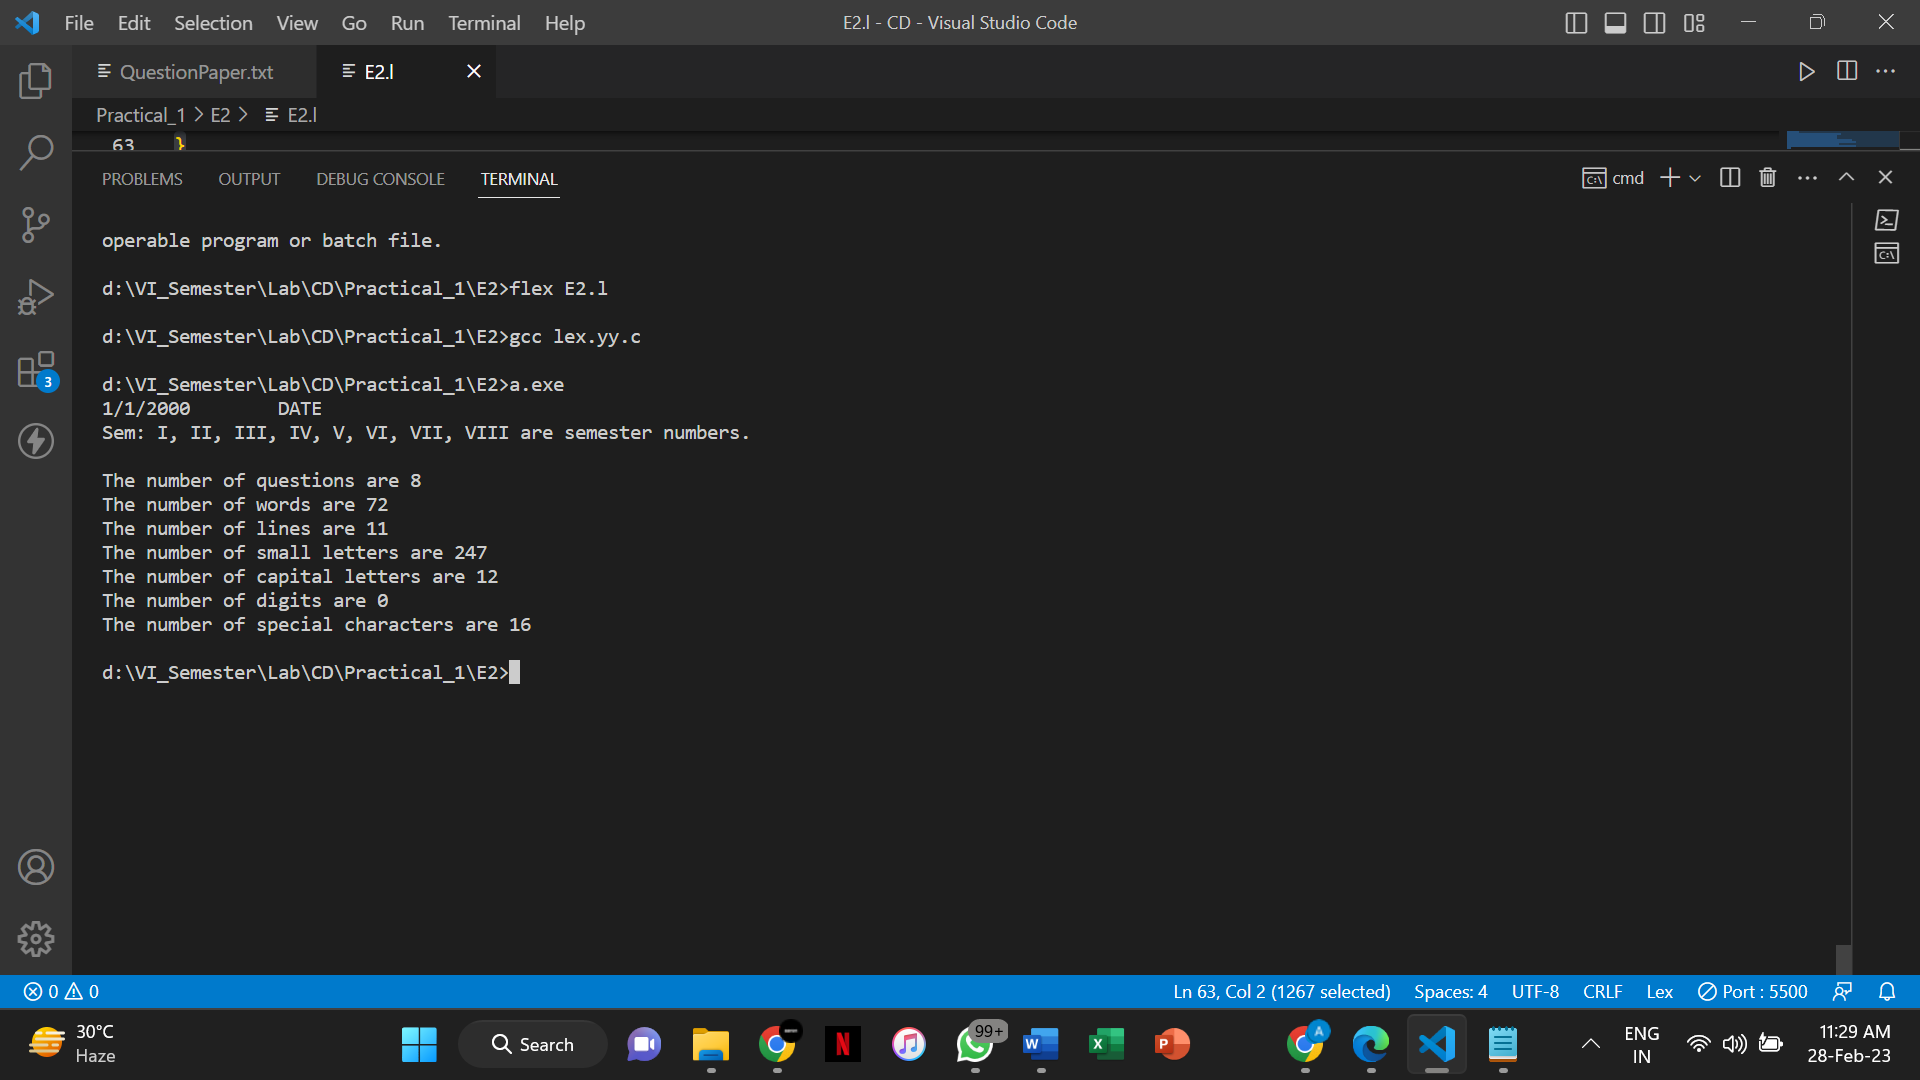 File Edit Selection View Go Run Terminal Help
E2.l - CD - Visual Studio Code
QuestionPaper.txt
E2.l
Practical_1 > E2 > E2.l
63 }
PROBLEMS OUTPUT DEBUG CONSOLE TERMINAL
cmd
operable program or batch file.
d:\VI_Semester\Lab\CD\Practical_1\E2>flex E2.l
d:\VI_Semester\Lab\CD\Practical_1\E2>gcc lex.yy.c
d:\VI_Semester\Lab\CD\Practical_1\E2>a.exe
1/1/2000        DATE
Sem: I, II, III, IV, V, VI, VII, VIII are semester numbers.
The number of questions are 8
The number of words are 72
The number of lines are 11
The number of small letters are 247
The number of capital letters are 12
The number of digits are 0
The number of special characters are 16
d:\VI_Semester\Lab\CD\Practical_1\E2>
3
0 0
Ln 63, Col 2 (1267 selected) Spaces: 4 UTF-8 CRLF Lex Port : 5500
30°C
Haze
Search
99+
A
ENG
IN
11:29 AM
28-Feb-23